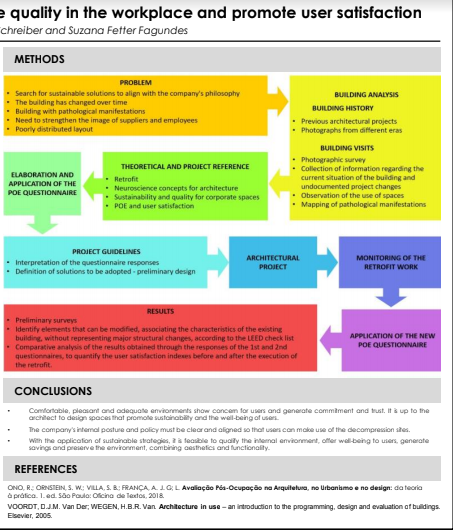 e quality in the workplace and promote user satisfaction
chreiber and Suzana Fetter Fagundes
METHODS
PROBLEM
• Search for sustainable solutions to align with the company's philosophy
• The building has changed over time
• Building with pathological manifestations
• Need to strengthen the image of suppliers and employees
• Poorly distributed layout
BUILDING ANALYSIS
BUILDING HISTORY
• Previous architectural projects
• Photographs from different eras
BUILDING VISITS
• Photographic survey
• Collection of information regarding the
current situation of the building and
undocumented project changes
• Observation of the use of spaces
• Mapping of pathological manifestations
THEORETICAL AND PROJECT REFERENCE
• Retrofit
• Neuroscience concepts for architecture
• Sustainability and quality for corporate spaces
• POE and user satisfaction
ELABORATION AND
APPLICATION OF THE
POE QUESTIONNAIRE
PROJECT GUIDELINES
• Interpretation of the questionnaire responses
• Definition of solutions to be adopted - preliminary design
ARCHITECTURAL
PROJECT
MONITORING OF THE
RETROFIT WORK
APPLICATION OF THE NEW
POE QUESTIONNAIRE
RESULTS
• Preliminary surveys
• Identify elements that can be modified, associating the characteristics of the existing
building, without representing major structural changes, according to the LEED check list
• Comparative analysis of the results obtained through the responses of the 1st and 2nd
questionnaires, to quantify the user satisfaction indexes before and after the execution of
the retrofit.
CONCLUSIONS
• Comfortable, pleasant and adequate environments show concern for users and generate commitment and trust. It is up to the
architect to design spaces that promote sustainability and the well-being of users.
• The company's internal posture and policy must be clear and aligned so that users can make use of the decompression sites.
• With the application of sustainable strategies, it is feasible to qualify the internal environment, offer well-being to users, generate
savings and preserve the environment, combining aesthetics and functionality.
REFERENCES
ONO, R.; ORNSTEIN, S. W.; VILLA, S. B.; FRANÇA, A. J. G; L. Avaliação Pós-Ocupação na Arquitetura, no Urbanismo e no design: da teoria
à prática. 1. ed. São Paulo: Oficina de Textos, 2018.
VOORDT, D.J.M. Van Der; WEGEN, H.B.R. Van. Architecture in use – an introduction to the programming, design and evaluation of buildings.
Elsevier, 2005.